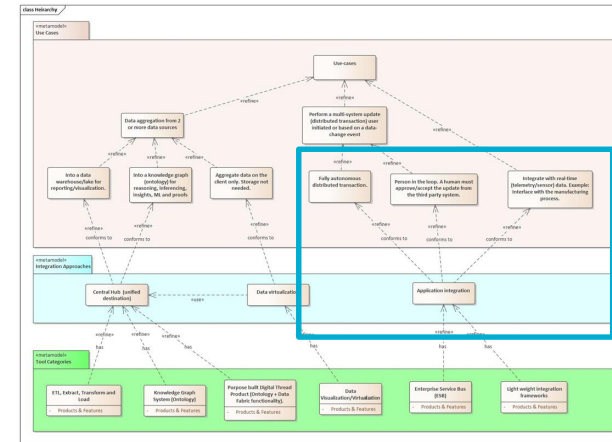 class Heirarchy
«metamodel»
Use Cases
Use-cases
«refine»
«refine»
«refine»
Data aggregation from 2
or more data sources
Perform a multi-system update
(distributed transaction) user
initiated or based on a data-
change event
«refine»
«refine»
«refine»
«refine»
«refine»
Into a data
warehouse/lake for
reporting/visualization.
Into a knowledge graph
(ontology) for
reasoning, inferencing,
insights, ML and proofs
Aggregate data on the
client only. Storage not
needed.
Fully autonomous
distributed transaction.
Person in the loop. A human must
approve/accept the update from
the third party system.
Integrate with real-time
(telemetry/sensor) data. Example:
Interface with the manufacturing
process.
«refine»
«refine»
«refine»
«refine»
«refine»
«refine»
conforms to
conforms to
conforms to
conforms to
conforms to
conforms to
«metamodel»
Integration Approaches
Central Hub (unified
destination)
«use»
Data virtualization
Application integration
«refine»
«refine»
«refine»
«refine»
«refine»
«refine»
has
has
has
has
has
has
«metamodel»
Tool Categories
ETL, Extract, Transform and
Load
- Products & Features
Knowledge Graph
System (Ontology)
- Products & Features
Purpose built Digital Thread
Product (Ontology + Data
Fabric functionality).
- Products & Features
Data
Visualization/Virtualization
- Products & Features
Enterprise Service Bus
(ESB)
- Products & Features
Light weight integration
frameworks
- Products & Features